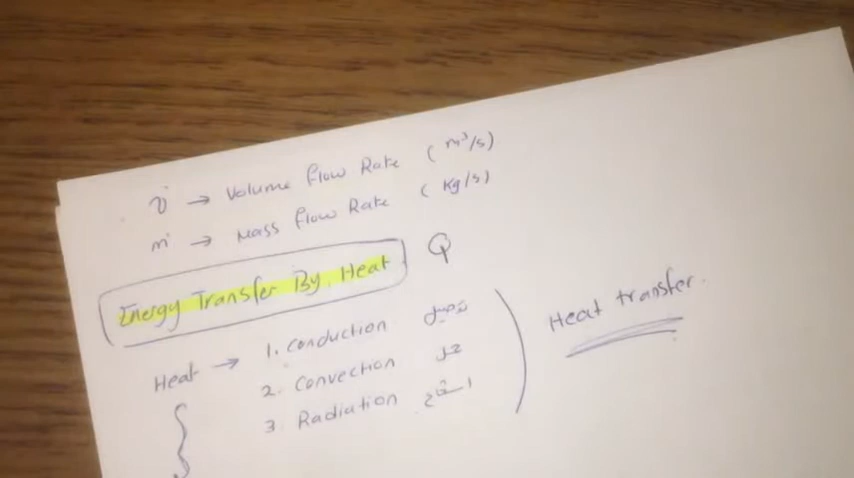 v̇ → Volume flow Rate (m³/s)
ṁ → Mass flow Rate (Kg/s)
Energy Transfer By Heat Q
Heat → 1. Conduction توصيل
2. Convection حمل
3. Radiation اشعاع
Heat transfer.